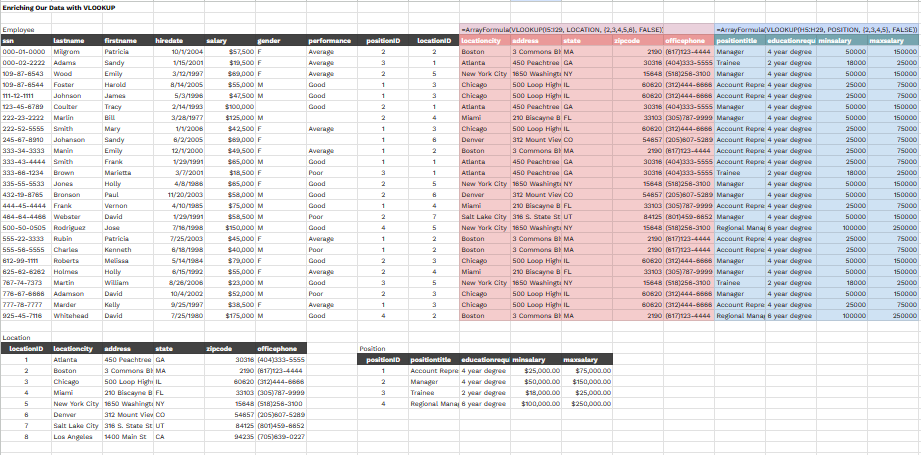 Enriching Our Data with VLOOKUP
Employee =ArrayFormula(VLOOKUP(I5:I29, LOCATION, {2,3,4,5,6}, FALSE)) =ArrayFormula(VLOOKUP(H5:H29, POSITION, {2,3,4,5}, FALSE))
ssn lastname firstname hiredate salary gender performance positionID locationID locationcity address state zipcode officephone positiontitle educationrequ minsalary maxsalary
000-01-0000 Milgrom Patricia 10/1/2004 $57,500 F Average 2 2 Boston 3 Commons Bl MA 2190 (617)123-4444 Manager 4 year degree 50000 150000
000-02-2222 Adams Sandy 1/15/2001 $19,500 F Average 3 1 Atlanta 450 Peachtree GA 30316 (404)333-5555 Trainee 2 year degree 18000 25000
109-87-6543 Wood Emily 3/12/1997 $69,000 F Average 2 5 New York City 1650 Washingt NY 15648 (518)256-3100 Manager 4 year degree 50000 150000
109-87-6544 Foster Harold 8/14/2005 $55,000 M Good 1 3 Chicago 500 Loop High IL 60620 (312)444-6666 Account Repre 4 year degree 25000 75000
111-12-1111 Johnson James 5/3/1996 $47,500 M Good 1 3 Chicago 500 Loop High IL 60620 (312)444-6666 Account Repre 4 year degree 25000 75000
123-45-6789 Coulter Tracy 2/14/1993 $100,000 Good 2 1 Atlanta 450 Peachtree GA 30316 (404)333-5555 Manager 4 year degree 50000 150000
222-23-2222 Marlin Bill 3/28/1977 $125,000 M 2 4 Miami 210 Biscayne B FL 33103 (305)787-9999 Manager 4 year degree 50000 150000
222-52-5555 Smith Mary 1/1/2006 $42,500 F Average 1 3 Chicago 500 Loop High IL 60620 (312)444-6666 Account Repre 4 year degree 25000 75000
245-67-8910 Johanson Sandy 6/2/2005 $69,000 F 1 6 Denver 312 Mount View CO 54657 (205)607-5289 Account Repre 4 year degree 25000 75000
333-34-3333 Manin Emily 12/1/2000 $49,500 F Average 1 2 Boston 3 Commons Bl MA 2190 (617)123-4444 Account Repre 4 year degree 25000 75000
333-43-4444 Smith Frank 1/29/1991 $65,000 F Good 1 1 Atlanta 450 Peachtree GA 30316 (404)333-5555 Account Repre 4 year degree 25000 75000
333-66-1234 Brown Marietta 3/7/2001 $18,500 F Poor 3 1 Atlanta 450 Peachtree GA 30316 (404)333-5555 Trainee 2 year degree 18000 25000
335-55-5533 Jones Holly 4/8/1986 $65,000 F Good 2 5 New York City 1650 Washingt NY 15648 (518)256-3100 Manager 4 year degree 50000 150000
432-19-8765 Bronson Paul 11/20/2003 $58,000 M Good 2 6 Denver 312 Mount View CO 54657 (205)607-5289 Manager 4 year degree 50000 150000
444-45-4444 Frank Vernon 4/10/1985 $75,000 M Good 1 4 Miami 210 Biscayne B FL 33103 (305)787-9999 Account Repre 4 year degree 25000 75000
464-64-4466 Webster David 1/29/1991 $58,500 M Poor 2 7 Salt Lake City 316 S. State St UT 84125 (801)459-6652 Manager 4 year degree 50000 150000
500-50-0505 Rodriguez Jose 7/16/1998 $150,000 M Good 4 5 New York City 1650 Washingt NY 15648 (518)256-3100 Regional Manag 6 year degree 100000 250000
555-22-3333 Rubin Patricia 7/25/2003 $45,000 F Average 1 2 Boston 3 Commons Bl MA 2190 (617)123-4444 Account Repre 4 year degree 25000 75000
555-56-5555 Charles Kenneth 6/18/1998 $40,000 M Poor 1 2 Boston 3 Commons Bl MA 2190 (617)123-4444 Account Repre 4 year degree 25000 75000
612-99-1111 Roberts Melissa 5/14/1984 $79,000 F Good 2 3 Chicago 500 Loop High IL 60620 (312)444-6666 Manager 4 year degree 50000 150000
625-62-6262 Holmes Holly 6/15/1992 $55,000 F Average 2 4 Miami 210 Biscayne B FL 33103 (305)787-9999 Manager 4 year degree 50000 150000
767-74-7373 Martin William 8/26/2006 $23,000 M Good 3 5 New York City 1650 Washingt NY 15648 (518)256-3100 Trainee 2 year degree 18000 25000
776-67-6666 Adamson David 10/4/2002 $52,000 M Poor 2 3 Chicago 500 Loop High IL 60620 (312)444-6666 Manager 4 year degree 50000 150000
777-78-7777 Marder Kelly 9/25/1997 $38,500 F Average 1 3 Chicago 500 Loop High IL 60620 (312)444-6666 Account Repre 4 year degree 25000 75000
925-45-7116 Whitehead David 7/25/1980 $175,000 M Good 4 2 Boston 3 Commons Bl MA 2190 (617)123-4444 Regional Manag 6 year degree 100000 250000
Location Position
locationID locationcity address state zipcode officephone positionID positiontitle educationrequ minsalary maxsalary
1 Atlanta 450 Peachtree GA 30316 (404)333-5555 1 Account Repre 4 year degree $25,000.00 $75,000.00
2 Boston 3 Commons Bl MA 2190 (617)123-4444 2 Manager 4 year degree $50,000.00 $150,000.00
3 Chicago 500 Loop High IL 60620 (312)444-6666 3 Trainee 2 year degree $18,000.00 $25,000.00
4 Miami 210 Biscayne B FL 33103 (305)787-9999 4 Regional Manag 6 year degree $100,000.00 $250,000.00
5 New York City 1650 Washingt NY 15648 (518)256-3100
6 Denver 312 Mount View CO 54657 (205)607-5289
7 Salt Lake City 316 S. State St UT 84125 (801)459-6652
8 Los Angeles 1400 Main St CA 94235 (705)639-0227